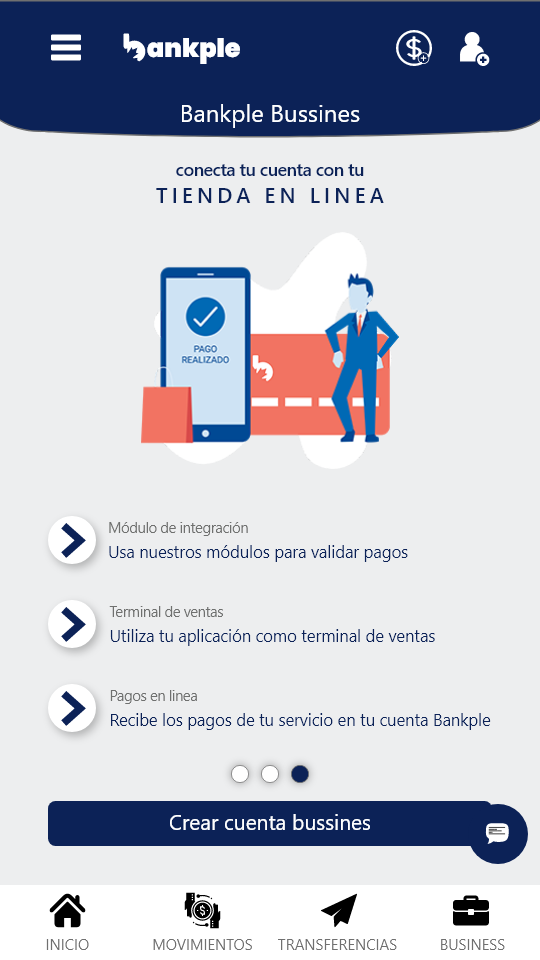 bankple
Bankple Bussines
conecta tu cuenta con tu
TIENDA EN LINEA
PAGO
REALIZADO
Módulo de integración
Usa nuestros módulos para validar pagos
Terminal de ventas
Utiliza tu aplicación como terminal de ventas
Pagos en linea
Recibe los pagos de tu servicio en tu cuenta Bankple
Crear cuenta bussines
INICIO MOVIMIENTOS TRANSFERENCIAS BUSINESS